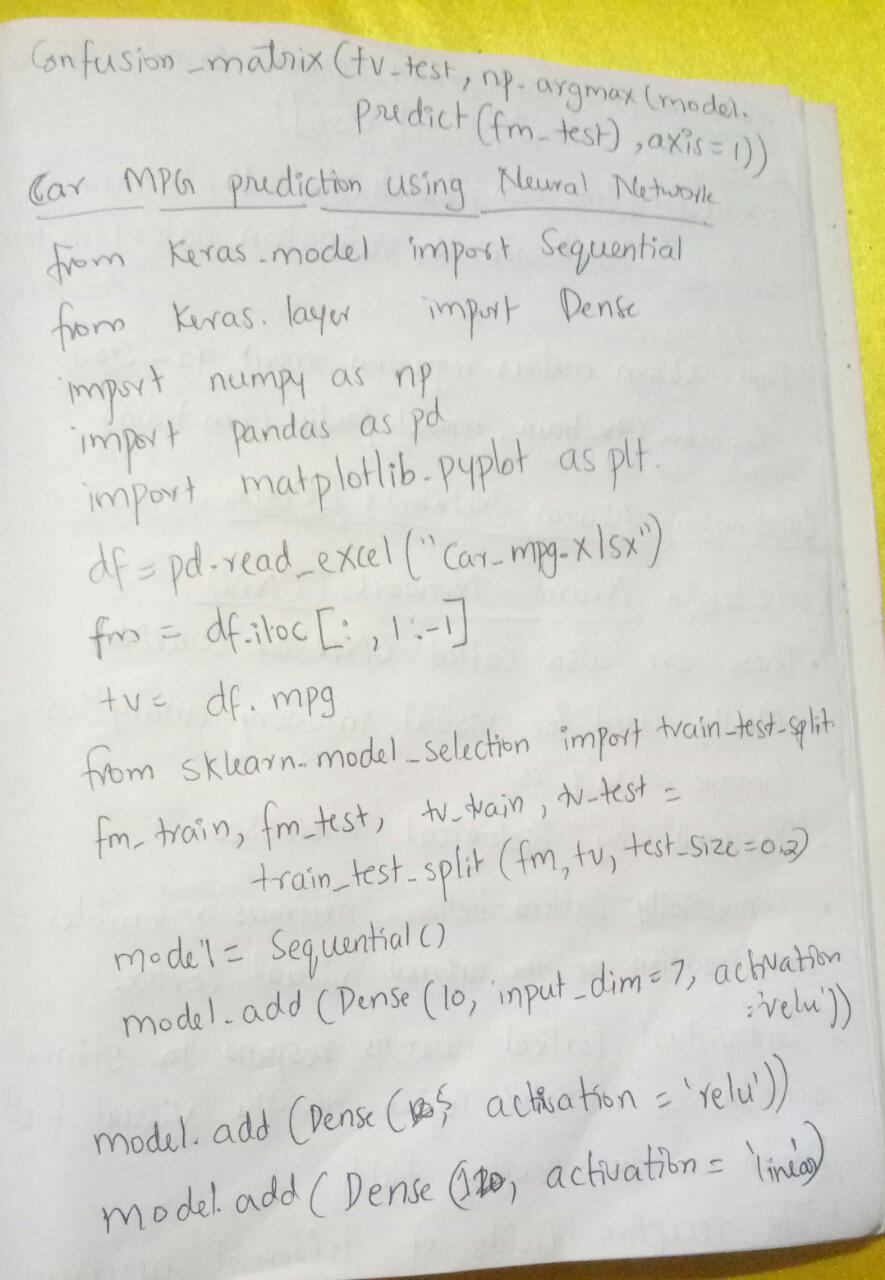 Confusion_matrix (tv_test, np.argmax(model.
predict(fm_test), axis=1))
Car MPG prediction using Neural Network
from Keras.model import Sequential
from Keras. layer import Dense
import numpy as np
import pandas as pd
import matplotlib.pyplot as plt.
df = pd.read_excel("Car_mpg.xlsx")
fm = df.iloc[:, 1:-1]
tv= df.mpg
from sklearn.model_selection import train_test_split
fm_train, fm_test, tv_train, tv_test =
train_test_split (fm, tv, test_size=0.2)
model = Sequential()
model.add (Dense (10, input_dim=7, activation
='relu'))
model. add (Dense ( activation = 'relu'))
model. add ( Dense ( activation = 'linear)